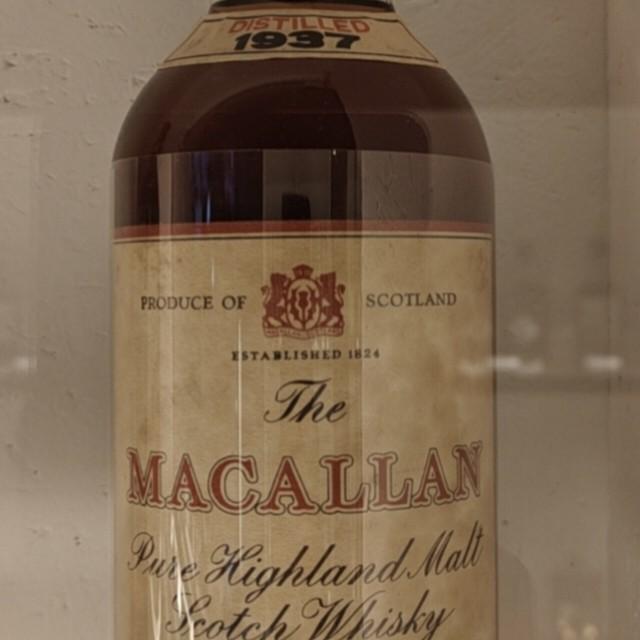 DISTILLED
1937
PRODUCE OF SCOTLAND
ESTABLISHED 1824
The
MACALLAN
Pure Highland Malt
Scotch Whisky